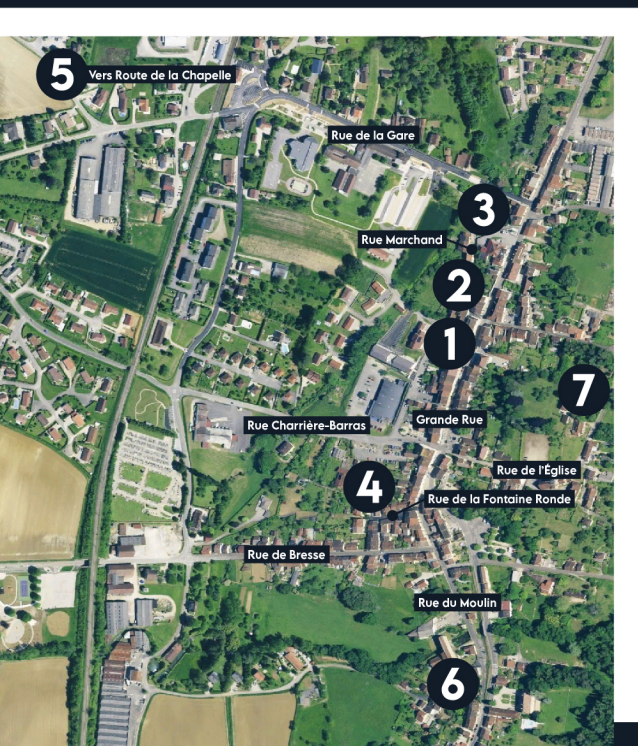 5
Vers Route de la Chapelle
Rue de la Gare
3
Rue Marchand
2
1
7
Grande Rue
Rue Charrière-Barras
Rue de l'Église
4
Rue de la Fontaine Ronde
Rue de Bresse
Rue du Moulin
6